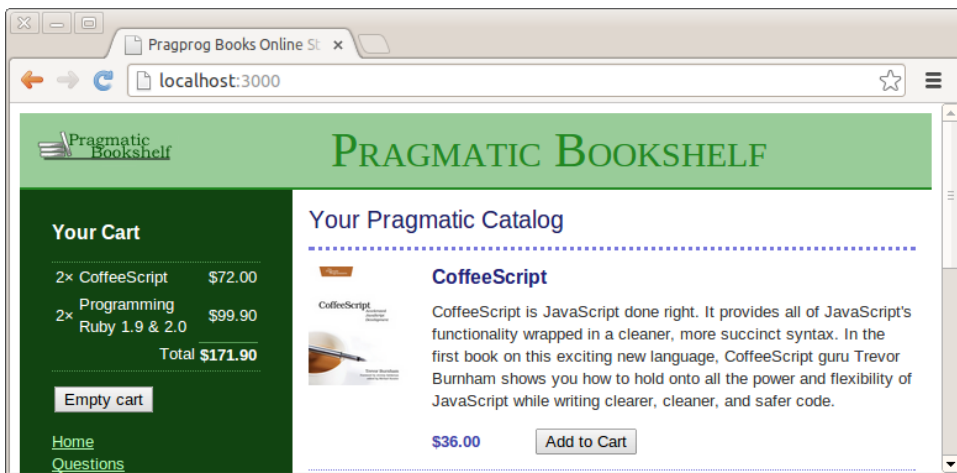 Pragprog Books Online St
localhost:3000
Pragmatic
Bookshelf
PRAGMATIC BOOKSHELF
Your Cart
2× CoffeeScript $72.00
2× Programming Ruby 1.9 & 2.0 $99.90
Total $171.90
Empty cart
Home
Questions
Your Pragmatic Catalog
CoffeeScript
CoffeeScript
CoffeeScript is JavaScript done right. It provides all of JavaScript's
functionality wrapped in a cleaner, more succinct syntax. In the
first book on this exciting new language, CoffeeScript guru Trevor
Burnham shows you how to hold onto all the power and flexibility of
JavaScript while writing clearer, cleaner, and safer code.
$36.00 Add to Cart